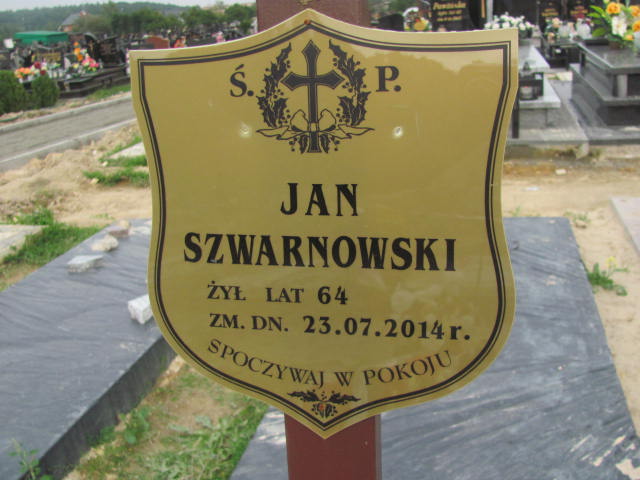 Ś. P.
JAN
SZWARNOWSKI
ŻYŁ LAT 64
ZM. DN. 23.07.2014 r.
SPOCZYWAJ W POKOJU